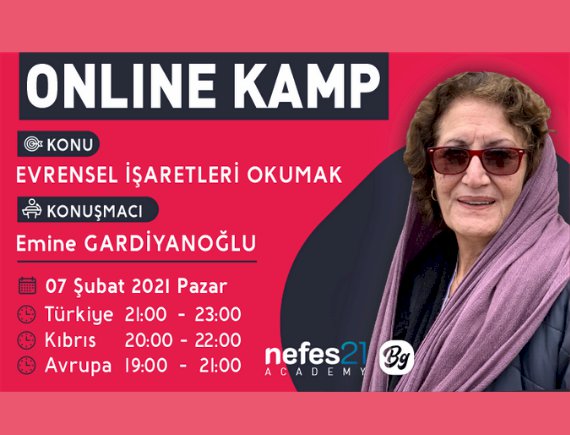 ONLINE KAMP
KONU
EVRENSEL İŞARETLERİ OKUMAK
KONUŞMACI
Emine GARDİYANOĞLU
07 Şubat 2021 Pazar
Türkiye 21:00 - 23:00
Kıbrıs 20:00 - 22:00
Avrupa 19:00 - 21:00
nefes21
ACADEMY
Bg